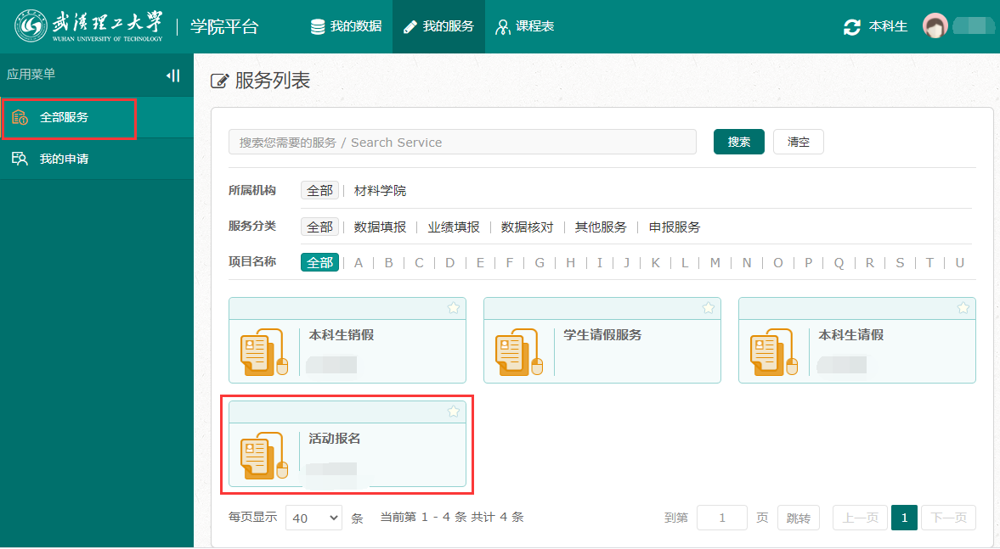 武汉理工大学 学院平台 我的数据 我的服务 课程表 本科生
WUHAN UNIVERSITY OF TECHNOLOGY
应用菜单
全部服务
我的申请
服务列表
搜索您需要的服务 / Search Service 搜索 清空
所属机构 全部 材料学院
服务分类 全部 数据填报 业绩填报 数据核对 其他服务 申报服务
项目名称 全部 A B C D E F G H I J K L M N O P Q R S T U
本科生销假 学生请假服务 本科生请假
活动报名
每页显示 40 条 当前第 1 - 4 条 共计 4 条 到第 1 页 跳转 上一页 1 下一页